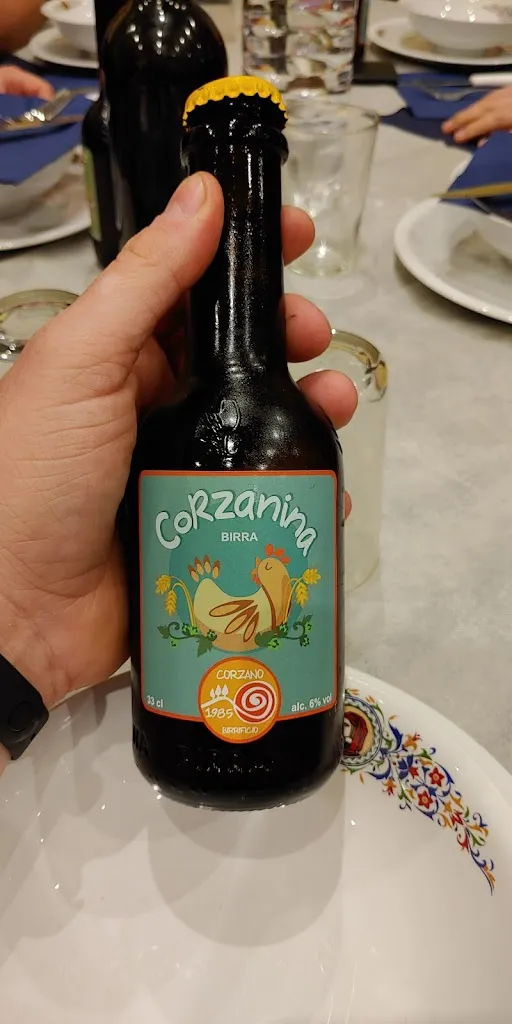 CORZANINA
BIRRA
33 cl
CORZANO
1985
BIRRIFICIO
alc. 6% vol